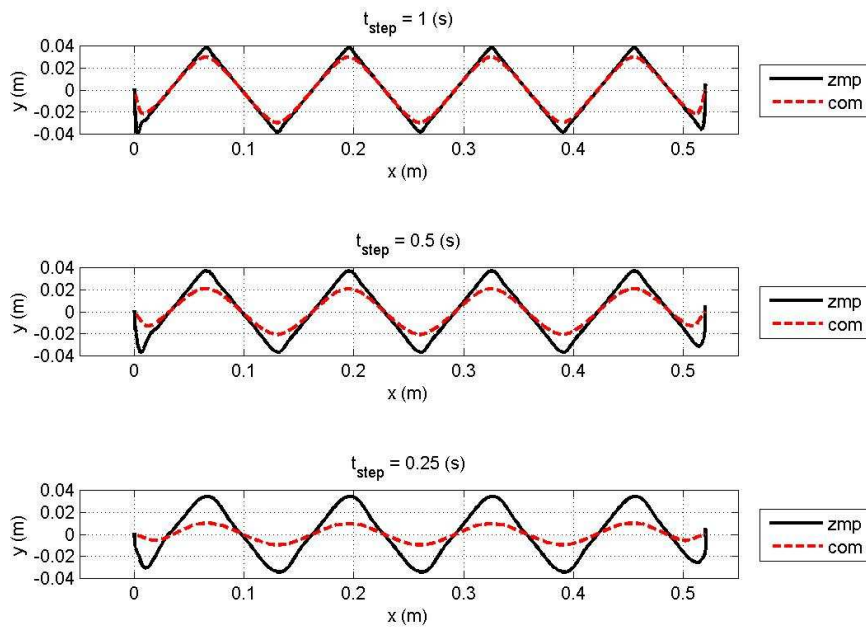 t_step = 1 (s)
0.04
0.02
0
-0.02
-0.04
y (m)
0 0.1 0.2 0.3 0.4 0.5
x (m)
zmp
com
t_step = 0.5 (s)
0.04
0.02
0
-0.02
-0.04
y (m)
0 0.1 0.2 0.3 0.4 0.5
x (m)
zmp
com
t_step = 0.25 (s)
0.04
0.02
0
-0.02
-0.04
y (m)
0 0.1 0.2 0.3 0.4 0.5
x (m)
zmp
com